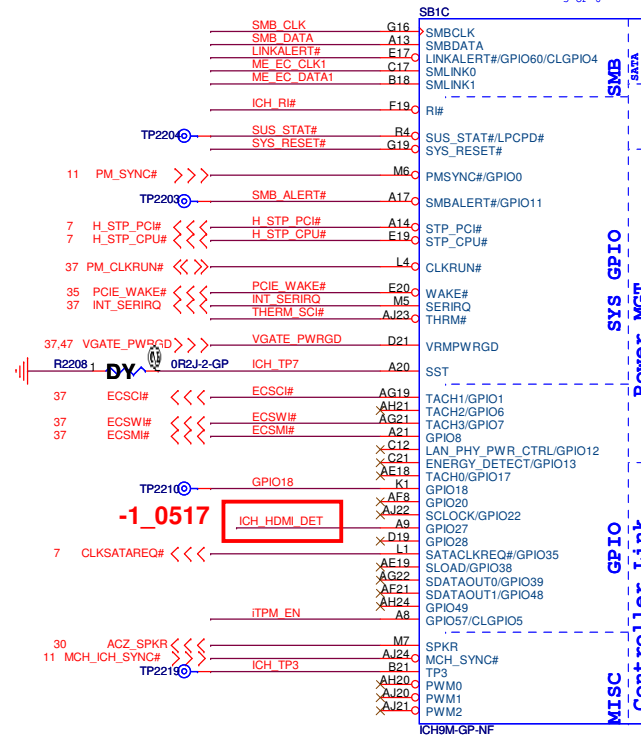 SB1C
SMB_CLK G16 SMBCLK
SMB_DATA A13 SMBDATA
LINKALERT# E17 LINKALERT#/GPIO60/CLGPIO4
ME_EC_CLK1 C17 SMLINK0
ME_EC_DATA1 B18 SMLINK1
SMB
SATA
ICH_RI# F19 RI#
TP2204 SUS_STAT# R4 SUS_STAT#/LPCPD#
SYS_RESET# G19 SYS_RESET#
11 PM_SYNC# M6 PMSYNC#/GPIO0
TP2203 SMB_ALERT# A17 SMBALERT#/GPIO11
7 H_STP_PCI# H_STP_PCI# A14 STP_PCI#
7 H_STP_CPU# H_STP_CPU# E19 STP_CPU#
37 PM_CLKRUN# L4 CLKRUN#
35 PCIE_WAKE# PCIE_WAKE# E20 WAKE#
37 INT_SERIRQ INT_SERIRQ M5 SERIRQ
THERM_SCI# AJ23 THRM#
SYS GPIO
Power MGT
37,47 VGATE_PWRGD VGATE_PWRGD D21 VRMPWRGD
R2208 1 DY 0R2J-2-GP ICH_TP7 A20 SST
37 ECSCI# ECSCI# AG19 TACH1/GPIO1
AH21 TACH2/GPIO6
37 ECSWI# ECSWI# AG21 TACH3/GPIO7
37 ECSMI# ECSMI# A21 GPIO8
C12 LAN_PHY_PWR_CTRL/GPIO12
C21 ENERGY_DETECT/GPIO13
AE18 TACH0/GPIO17
TP2210 GPIO18 K1 GPIO18
AF8 GPIO20
AJ22 SCLOCK/GPIO22
-1_0517 ICH_HDMI_DET A9 GPIO27
D19 GPIO28
7 CLKSATAREQ# L1 SATACLKREQ#/GPIO35
AE19 SLOAD/GPIO38
AG22 SDATAOUT0/GPIO39
AF21 SDATAOUT1/GPIO48
AH24 GPIO49
iTPM_EN A8 GPIO57/CLGPIO5
GPIO
Controller Link
30 ACZ_SPKR M7 SPKR
11 MCH_ICH_SYNC# AJ24 MCH_SYNC#
TP2219 ICH_TP3 B21 TP3
AH20 PWM0
AJ20 PWM1
AJ21 PWM2
MISC
ICH9M-GP-NF